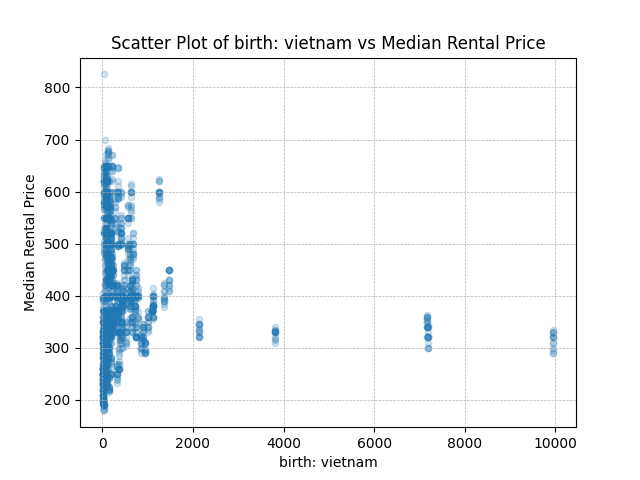 Scatter Plot of birth: vietnam vs Median Rental Price
Median Rental Price
800
700
600
500
400
300
200
0 2000 4000 6000 8000 10000
birth: vietnam